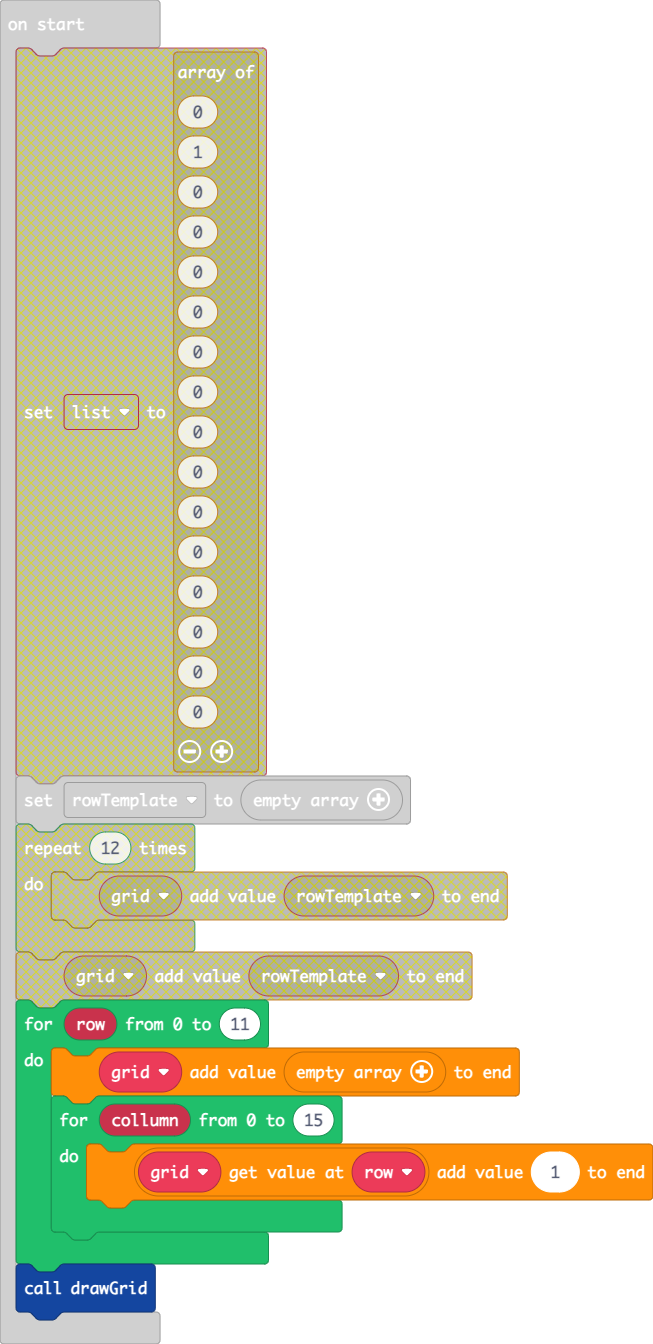 on start
array of
0
1
0
0
0
0
0
0
set list to
0
0
0
0
0
0
0
0
set rowTemplate to empty array
repeat 12 times
do
grid add value rowTemplate to end
grid add value rowTemplate to end
for row from 0 to 11
do
grid add value empty array to end
for collumn from 0 to 15
do
grid get value at row add value 1 to end
call drawGrid